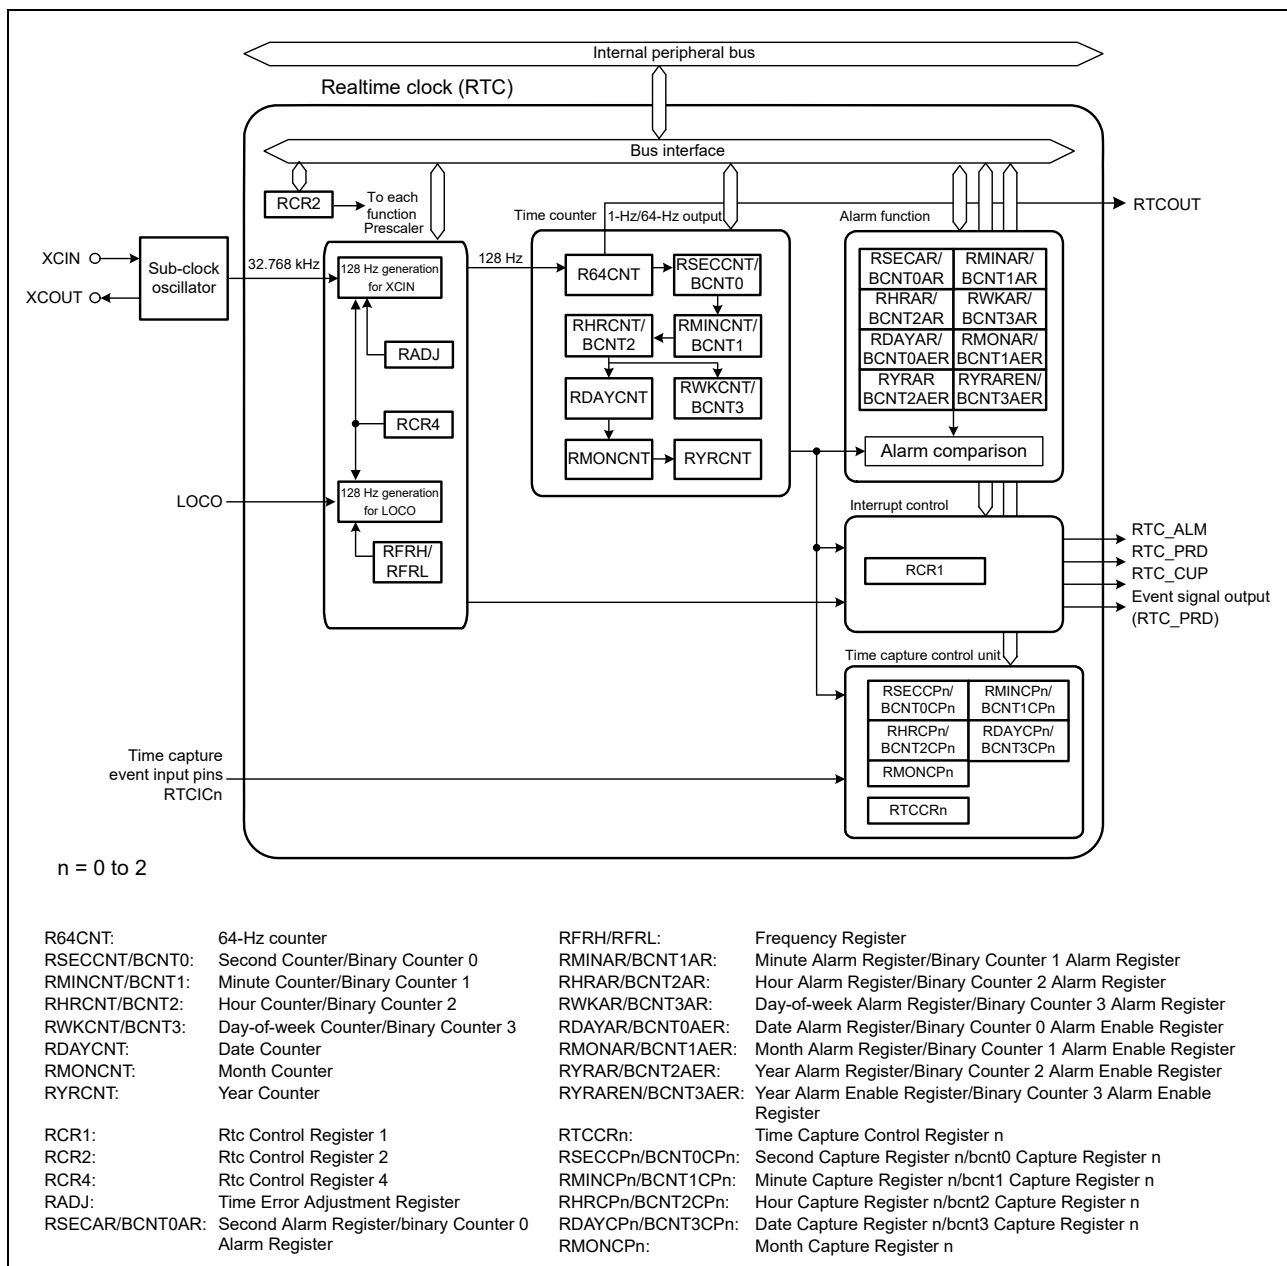 Internal peripheral bus
Realtime clock (RTC)
Bus interface
RCR2
To each
function
Prescaler
Time counter
1-Hz/64-Hz output
Alarm function
RTCOUT
XCIN
XCOUT
Sub-clock
oscillator
32.768 kHz
128 Hz generation
for XCIN
RADJ
RCR4
LOCO
128 Hz generation
for LOCO
RFRH/
RFRL
128 Hz
R64CNT
RSECCNT/
BCNT0
RHRCNT/
BCNT2
RMINCNT/
BCNT1
RDAYCNT
RWKCNT/
BCNT3
RMONCNT
RYRCNT
RSECAR/
BCNT0AR
RMINAR/
BCNT1AR
RHRAR/
BCNT2AR
RWKAR/
BCNT3AR
RDAYAR/
BCNT0AER
RMONAR/
BCNT1AER
RYRAR
BCNT2AER
RYRAREN/
BCNT3AER
Alarm comparison
Interrupt control
RCR1
RTC_ALM
RTC_PRD
RTC_CUP
Event signal output
(RTC_PRD)
Time capture control unit
RSECCPn/
BCNT0CPn
RMINCPn/
BCNT1CPn
RHRCPn/
BCNT2CPn
RDAYCPn/
BCNT3CPn
RMONCPn
RTCCRn
Time capture
event input pins
RTCICn
n = 0 to 2
R64CNT: 64-Hz counter
RSECCNT/BCNT0: Second Counter/Binary Counter 0
RMINCNT/BCNT1: Minute Counter/Binary Counter 1
RHRCNT/BCNT2: Hour Counter/Binary Counter 2
RWKCNT/BCNT3: Day-of-week Counter/Binary Counter 3
RDAYCNT: Date Counter
RMONCNT: Month Counter
RYRCNT: Year Counter
RCR1: Rtc Control Register 1
RCR2: Rtc Control Register 2
RCR4: Rtc Control Register 4
RADJ: Time Error Adjustment Register
RSECAR/BCNT0AR: Second Alarm Register/binary Counter 0
Alarm Register
RFRH/RFRL: Frequency Register
RMINAR/BCNT1AR: Minute Alarm Register/Binary Counter 1 Alarm Register
RHRAR/BCNT2AR: Hour Alarm Register/Binary Counter 2 Alarm Register
RWKAR/BCNT3AR: Day-of-week Alarm Register/Binary Counter 3 Alarm Register
RDAYAR/BCNT0AER: Date Alarm Register/Binary Counter 0 Alarm Enable Register
RMONAR/BCNT1AER: Month Alarm Register/Binary Counter 1 Alarm Enable Register
RYRAR/BCNT2AER: Year Alarm Register/Binary Counter 2 Alarm Enable Register
RYRAREN/BCNT3AER: Year Alarm Enable Register/Binary Counter 3 Alarm Enable
Register
RTCCRn: Time Capture Control Register n
RSECCPn/BCNT0CPn: Second Capture Register n/bcnt0 Capture Register n
RMINCPn/BCNT1CPn: Minute Capture Register n/bcnt1 Capture Register n
RHRCPn/BCNT2CPn: Hour Capture Register n/bcnt2 Capture Register n
RDAYCPn/BCNT3CPn: Date Capture Register n/bcnt3 Capture Register n
RMONCPn: Month Capture Register n